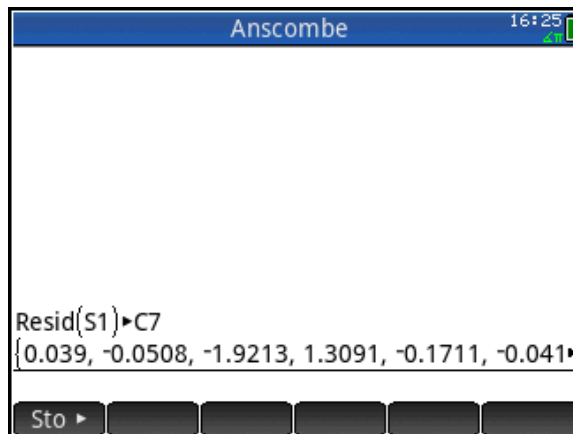 Anscombe
16:25
∡π
Resid(S1)▶C7
{0.039, -0.0508, -1.9213, 1.3091, -0.1711, -0.041▶
Sto ▶